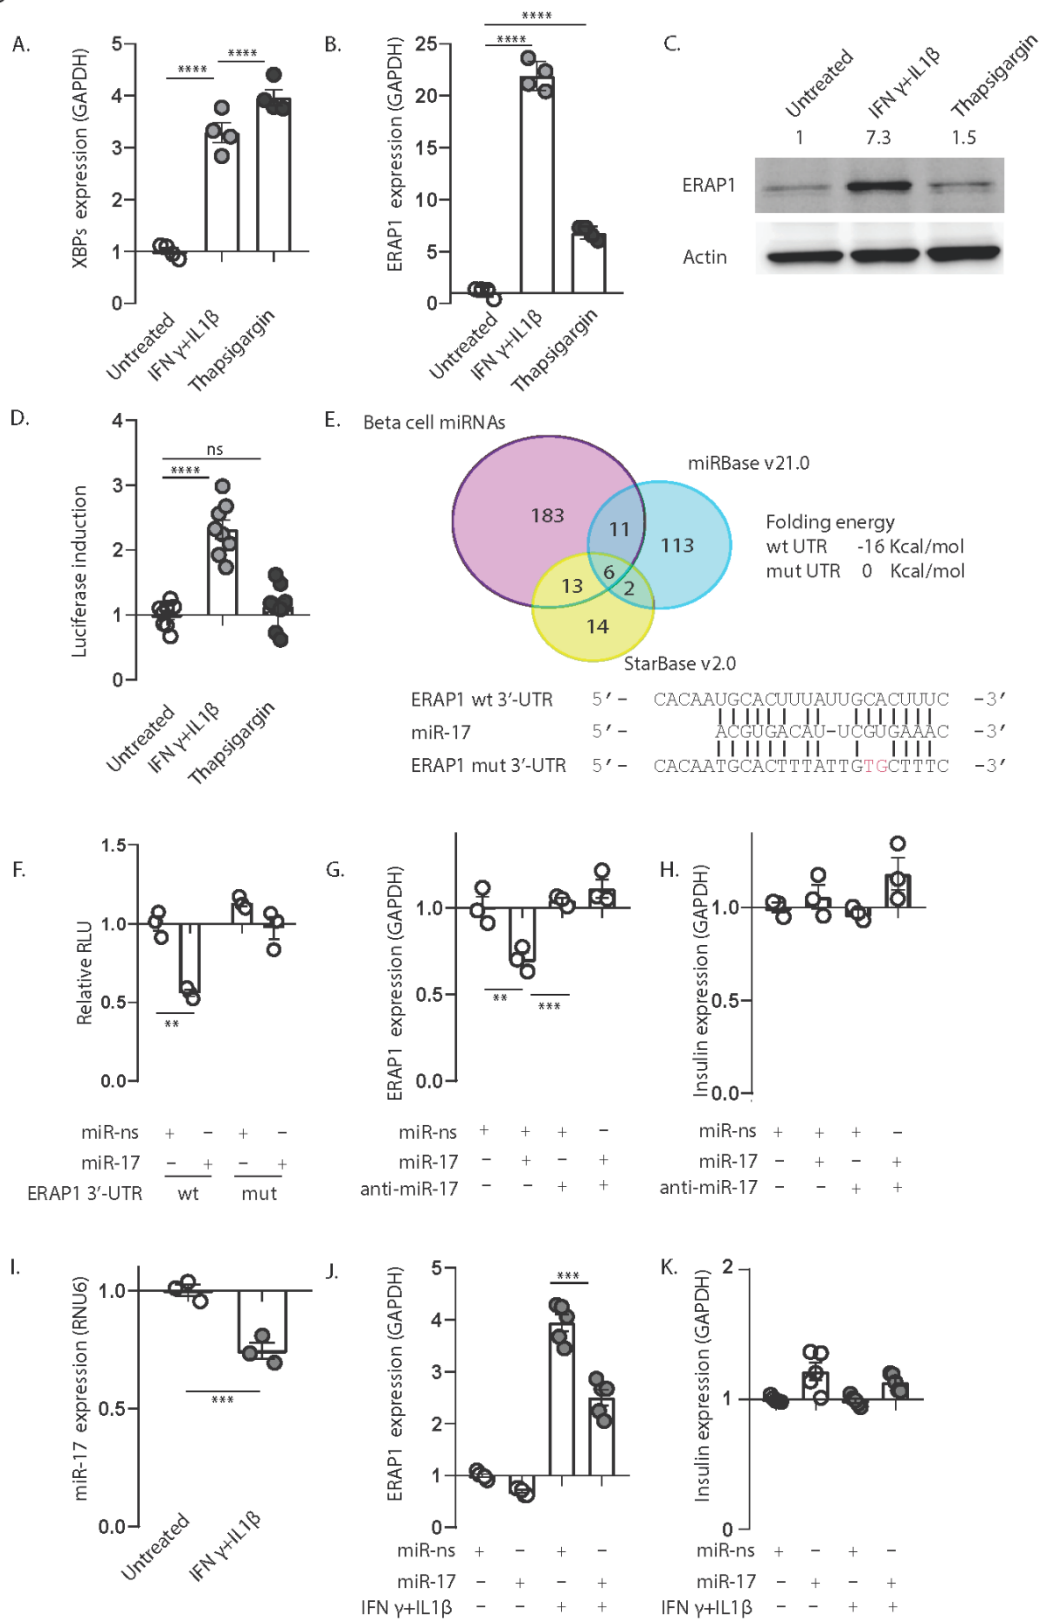 A.
****
****
XBPs expression (GAPDH)
5
4
3
2
1
0
Untreated
IFN γ+IL1β
Thapsigargin
B.
****
****
ERAP1 expression (GAPDH)
25
20
15
10
5
0
Untreated
IFN γ+IL1β
Thapsigargin
C.
Untreated
IFN γ+IL1β
Thapsigargin
1 7.3 1.5
ERAP1
Actin
D.
ns
****
Luciferase induction
4
3
2
1
0
Untreated
IFN γ+IL1β
Thapsigargin
E.
Beta cell miRNAs
miRBase v21.0
183
11
113
6
13
2
14
StarBase v2.0
Folding energy
wt UTR -16 Kcal/mol
mut UTR 0 Kcal/mol
ERAP1 wt 3′-UTR 5′- CACAAUGCACUUUAUUGCACUUUC -3′
miR-17 5′- ACGUGACAU-UCGUGAAAC -3′
ERAP1 mut 3′-UTR 5′- CACAATGCACTTTATTGTGCTTTC -3′
F.
Relative RLU
1.5
1.0
0.5
0.0
**
miR-ns + − + −
miR-17 − + − +
ERAP1 3′-UTR wt mut
G.
ERAP1 expression (GAPDH)
1.0
0.5
0.0
**
***
miR-ns + + + −
miR-17 − + − +
anti-miR-17 − − + +
H.
Insulin expression (GAPDH)
1.0
0.5
0.0
miR-ns + + + −
miR-17 − + − +
anti-miR-17 − − + +
I.
miR-17 expression (RNU6)
1.0
0.5
0.0
***
Untreated
IFN γ+IL1β
J.
***
ERAP1 expression (GAPDH)
5
4
3
2
1
0
miR-ns + − + −
miR-17 − + − +
IFN γ+IL1β − − + +
K.
Insulin expression (GAPDH)
2
1
0
miR-ns + − + −
miR-17 − + − +
IFN γ+IL1β − − + +